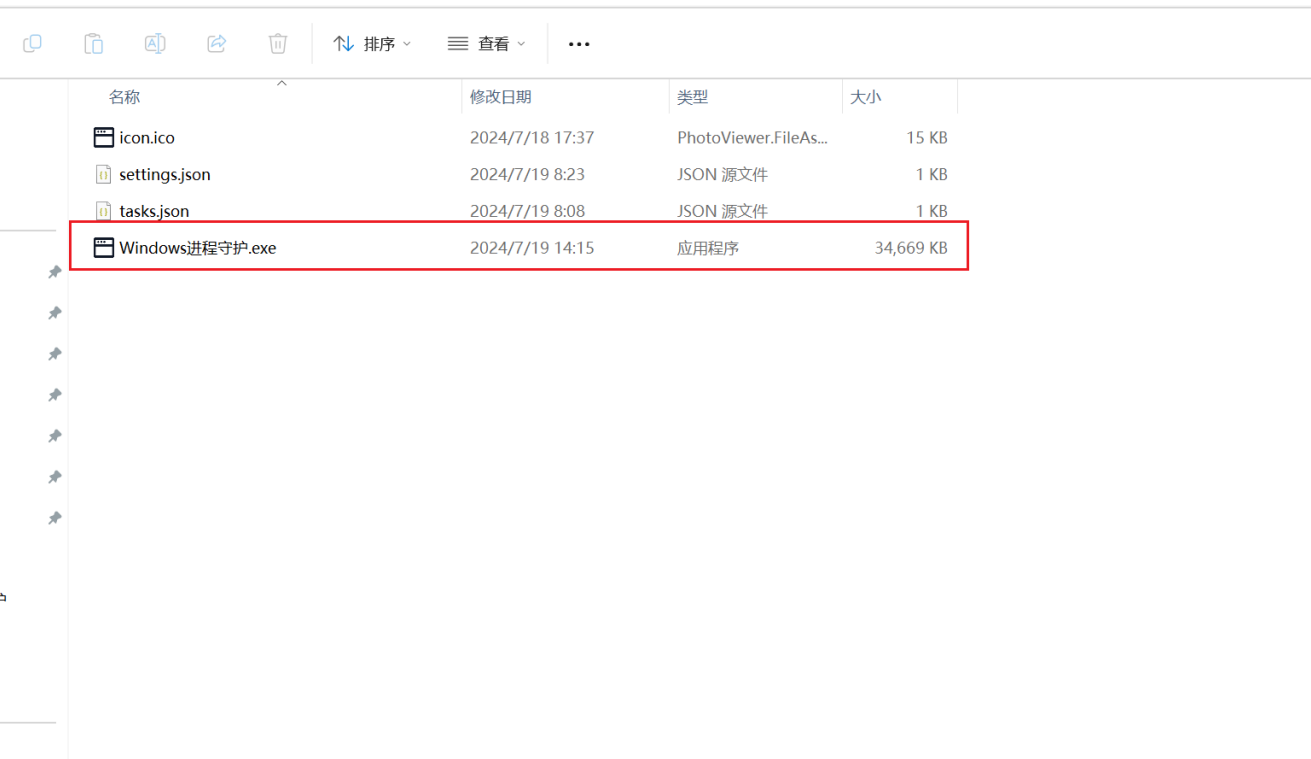 排序 查看
名称 修改日期 类型 大小
icon.ico 2024/7/18 17:37 PhotoViewer.FileAs... 15 KB
settings.json 2024/7/19 8:23 JSON 源文件 1 KB
tasks.json 2024/7/19 8:08 JSON 源文件 1 KB
Windows进程守护.exe 2024/7/19 14:15 应用程序 34,669 KB